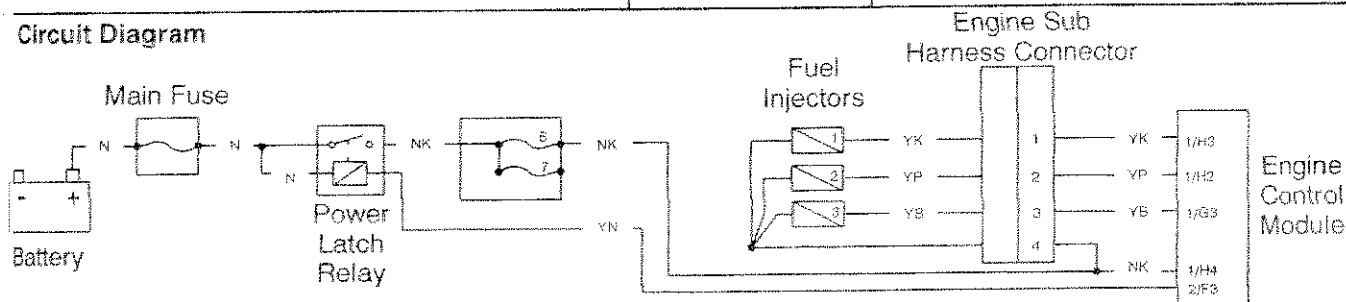 Circuit Diagram
Engine Sub
Harness Connector
Fuel
Injectors
Main Fuse
N
N
NK
NK
N
YN
6
7
1
YK
1
YK
1/H3
2
YP
2
YP
1/H2
3
YB
3
YB
1/G3
4
NK
1/H4
2/F3
Engine
Control
Module
- +
Battery
Power
Latch
Relay